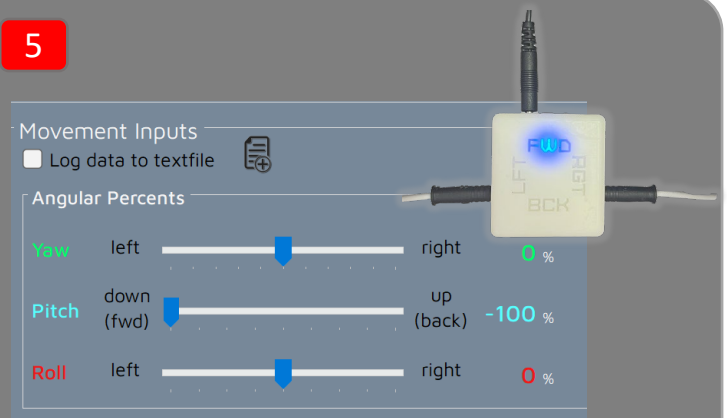 5
Movement Inputs
Log data to textfile
Angular Percents
Yaw left right 0 %
Pitch down (fwd) up (back) -100 %
Roll left right 0 %
FWD
LFT
RGT
BCK